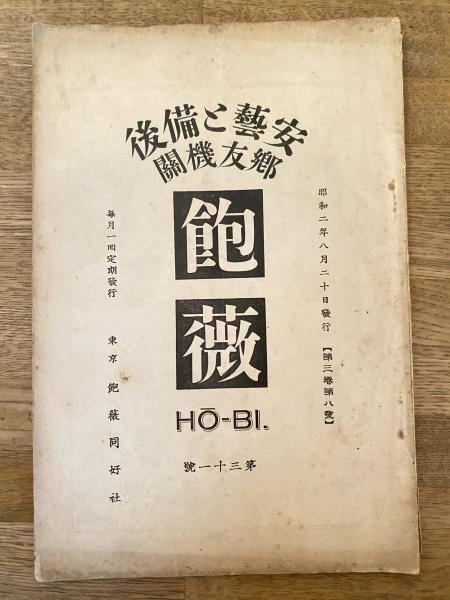 安藝と備後
鄉友機關
飽薇
HŌ-BI.
第三十一號
昭和二年八月二十日發行 【第三卷第八號】
每月一回定期發行
東京 飽薇同好社